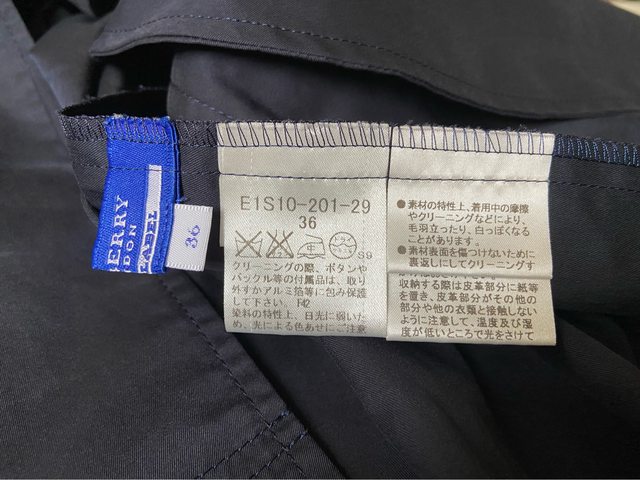 ERRY
DON
LABEL
36
E1S10-201-29
36
S9
クリーニングの際、ボタンや
バックル等の付属品は、取り
外すかアルミ箔等に包み保護
して下さい。F42
染料の特性上、日光に弱いた
め、光による色あせにご注意
●素材の特性上、着用中の摩擦
やクリーニングなどにより、
毛羽立ったり、白っぽくなる
ことがあります。
●素材表面を傷つけないために
裏返しにしてクリーニングす
収納する際は皮革部分に紙等
を置き、皮革部分がその他の
部分や他の衣類と接触しない
ように注意して、温度及び湿
度が低いところで光をさけて